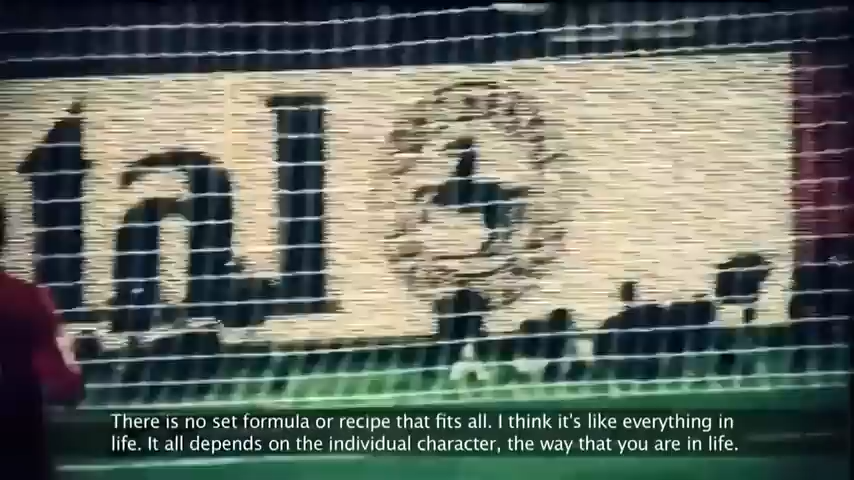 There is no set formula or recipe that fits all. I think it's like everything in
life. It all depends on the individual character, the way that you are in life.